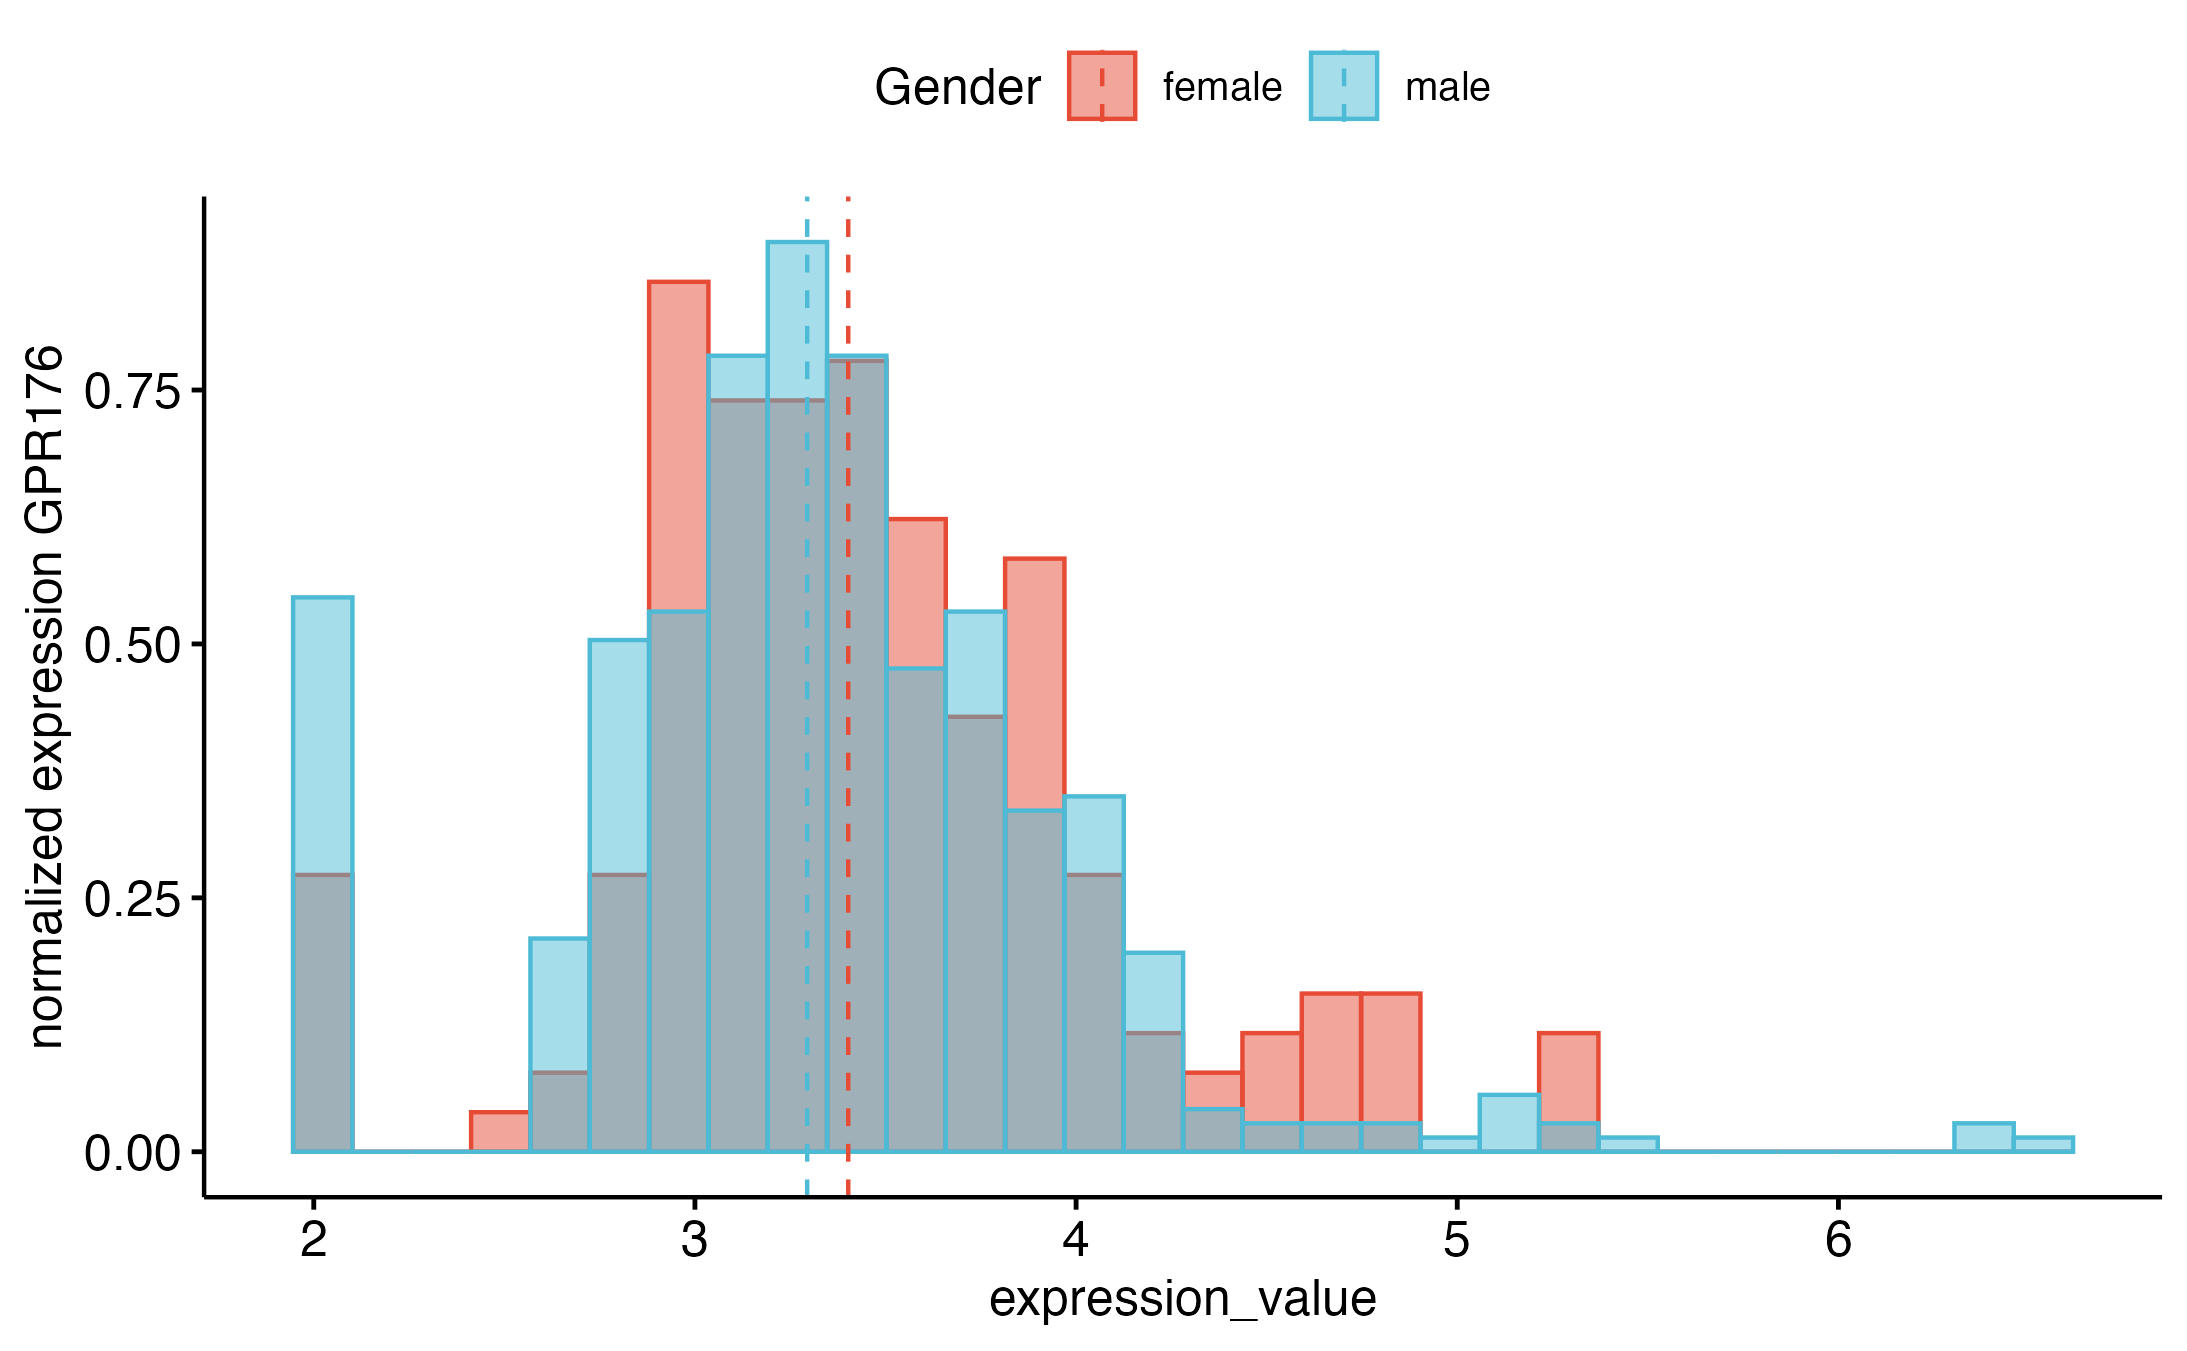 Gender female male
normalized expression GPR176
0.75
0.50
0.25
0.00
2 3 4 5 6
expression_value